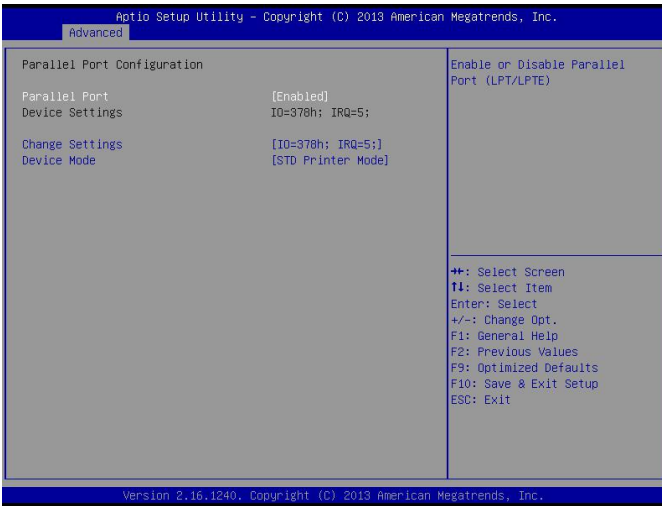 Aptio Setup Utility – Copyright (C) 2013 American Megatrends, Inc.
Advanced
Parallel Port Configuration
Parallel Port [Enabled]
Device Settings IO=378h; IRQ=5;
Change Settings [IO=378h; IRQ=5;]
Device Mode [STD Printer Mode]
Enable or Disable Parallel
Port (LPT/LPTE)
→←: Select Screen
↑↓: Select Item
Enter: Select
+/-: Change Opt.
F1: General Help
F2: Previous Values
F9: Optimized Defaults
F10: Save & Exit Setup
ESC: Exit
Version 2.16.1240. Copyright (C) 2013 American Megatrends, Inc.